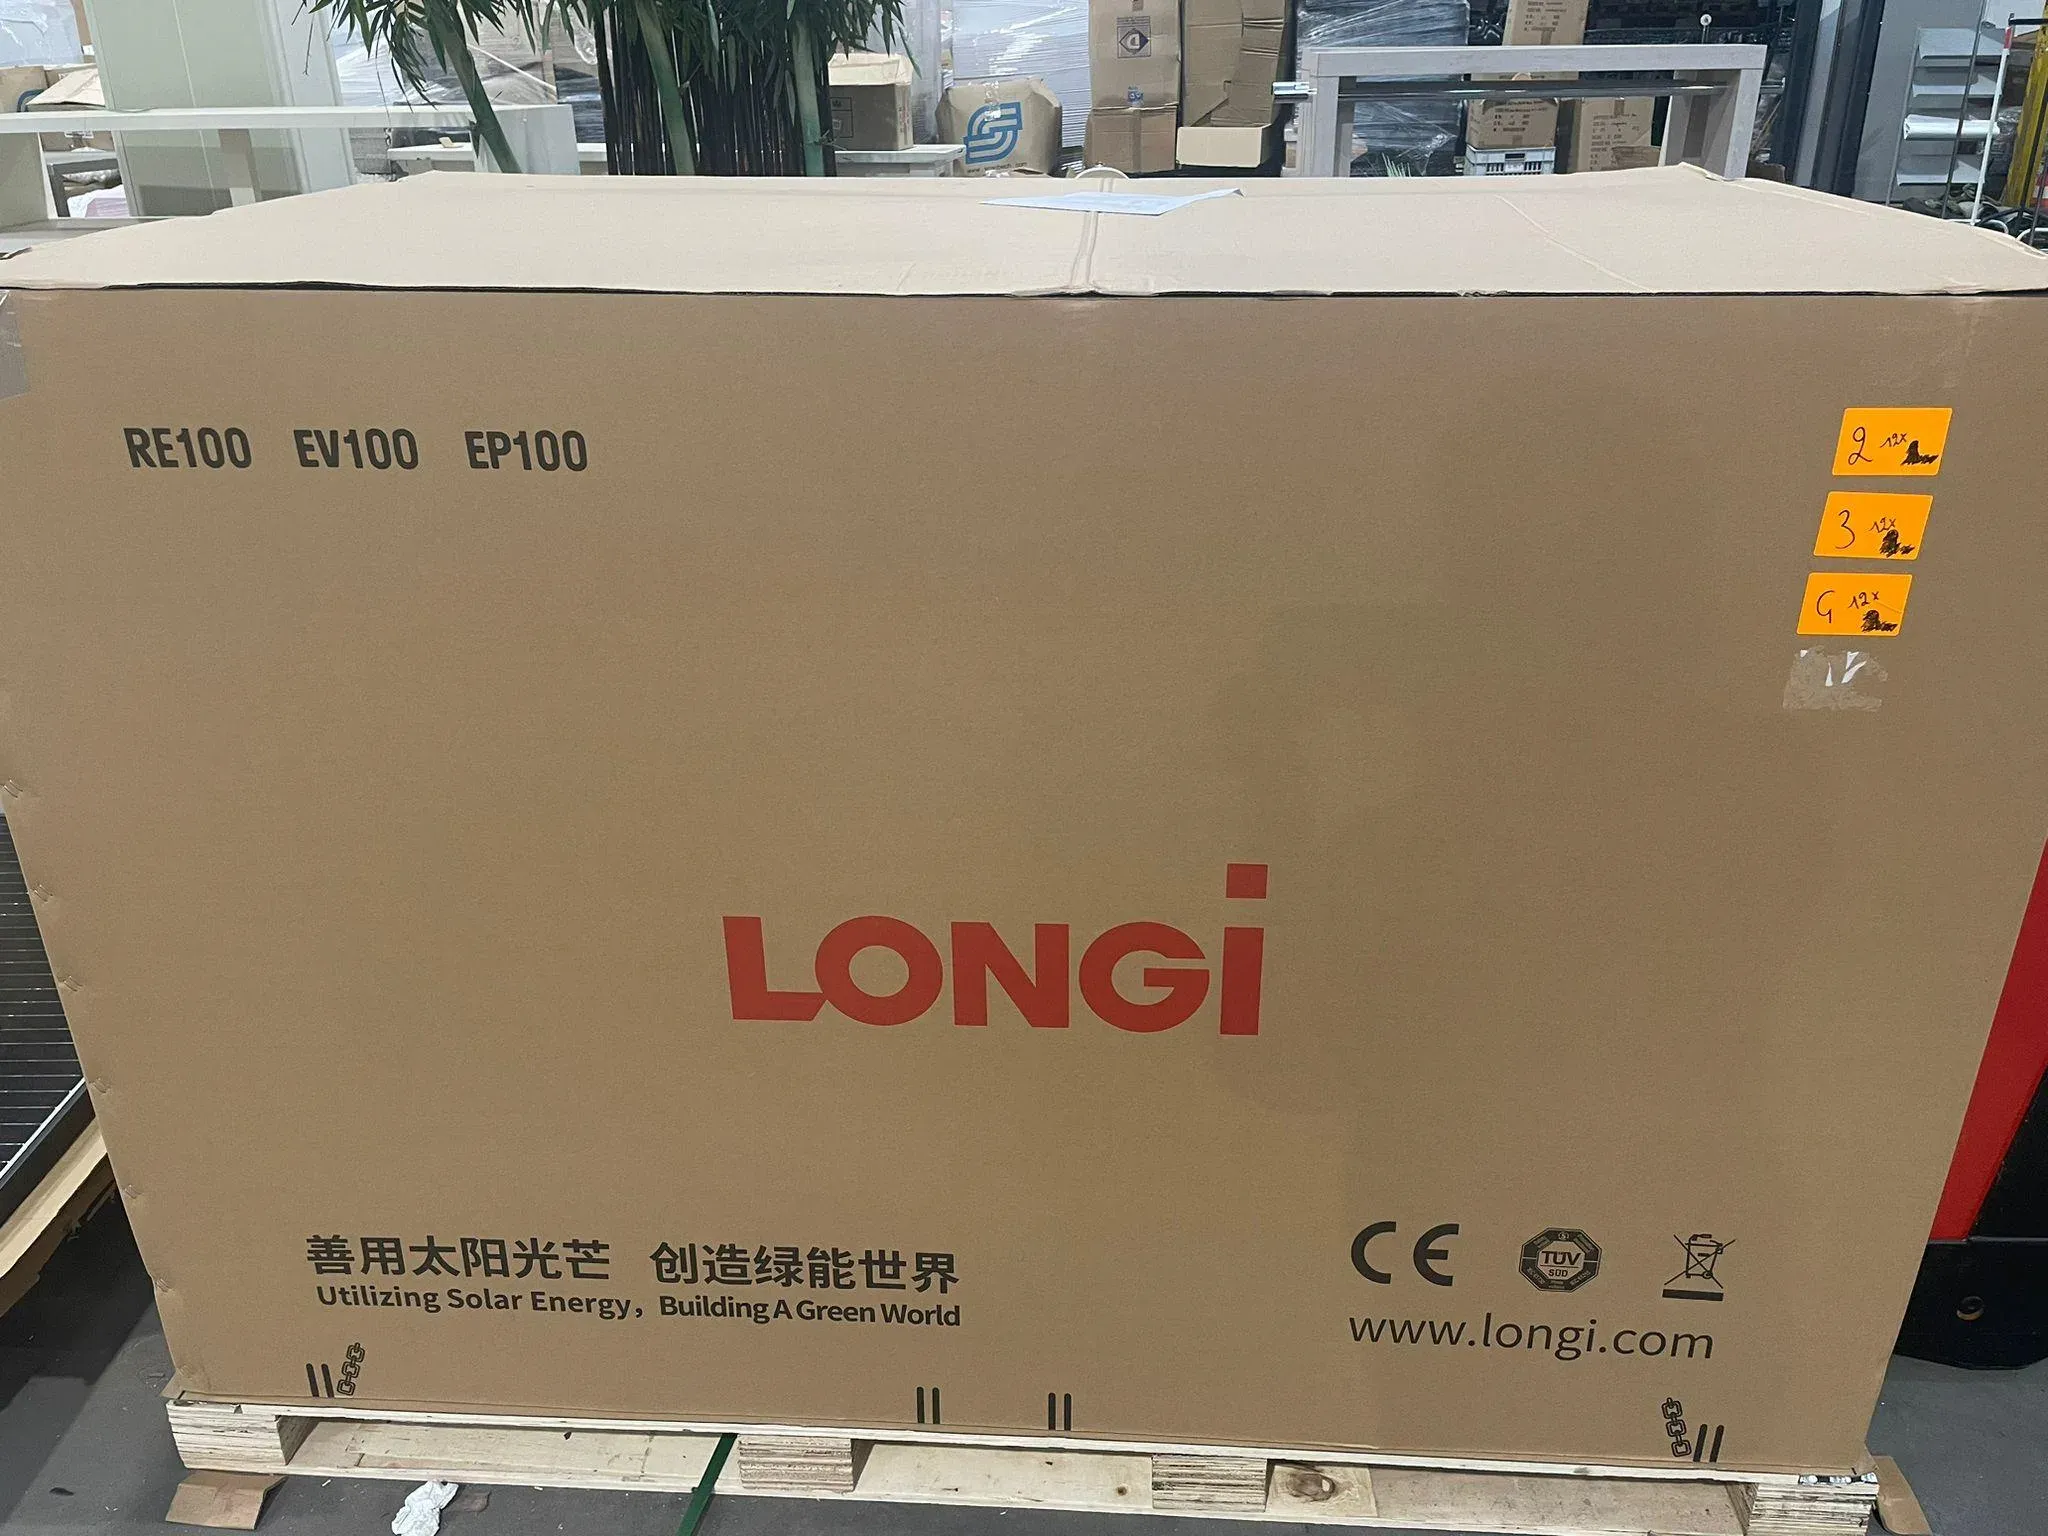 RE100 EV100 EP100
2 12x
3 12x
G 12x
LONGi
善用太阳光芒 创造绿能世界
Utilizing Solar Energy, Building A Green World
CE
TÜV
SÜD
www.longi.com